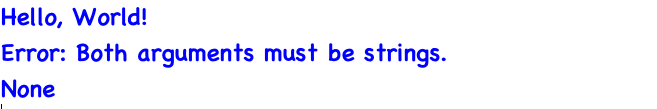 Hello, World!
Error: Both arguments must be strings.
None